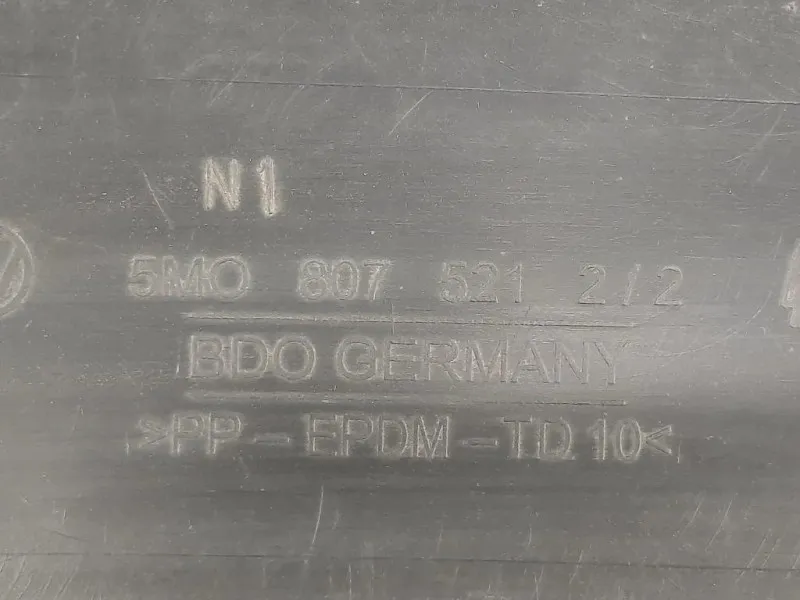 N1
5M0 807 521 2/2
BDO GERMANY
>PP-EPDM-TD10<